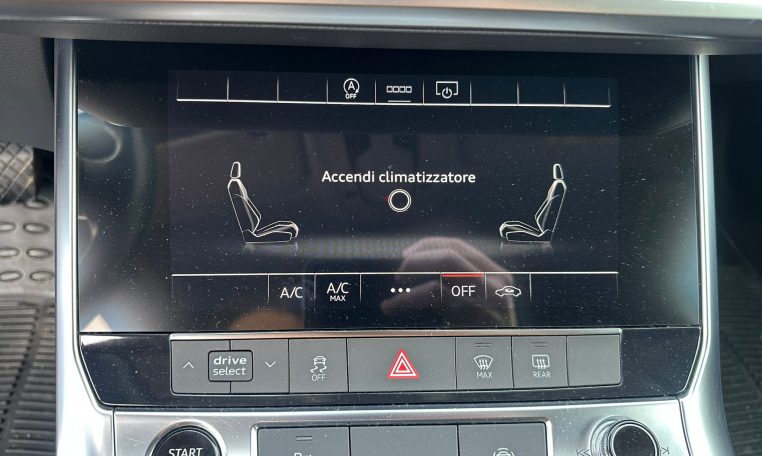 A
OFF
Accendi climatizzatore
A/C
A/C
MAX
OFF
drive
select
OFF
MAX
REAR
START